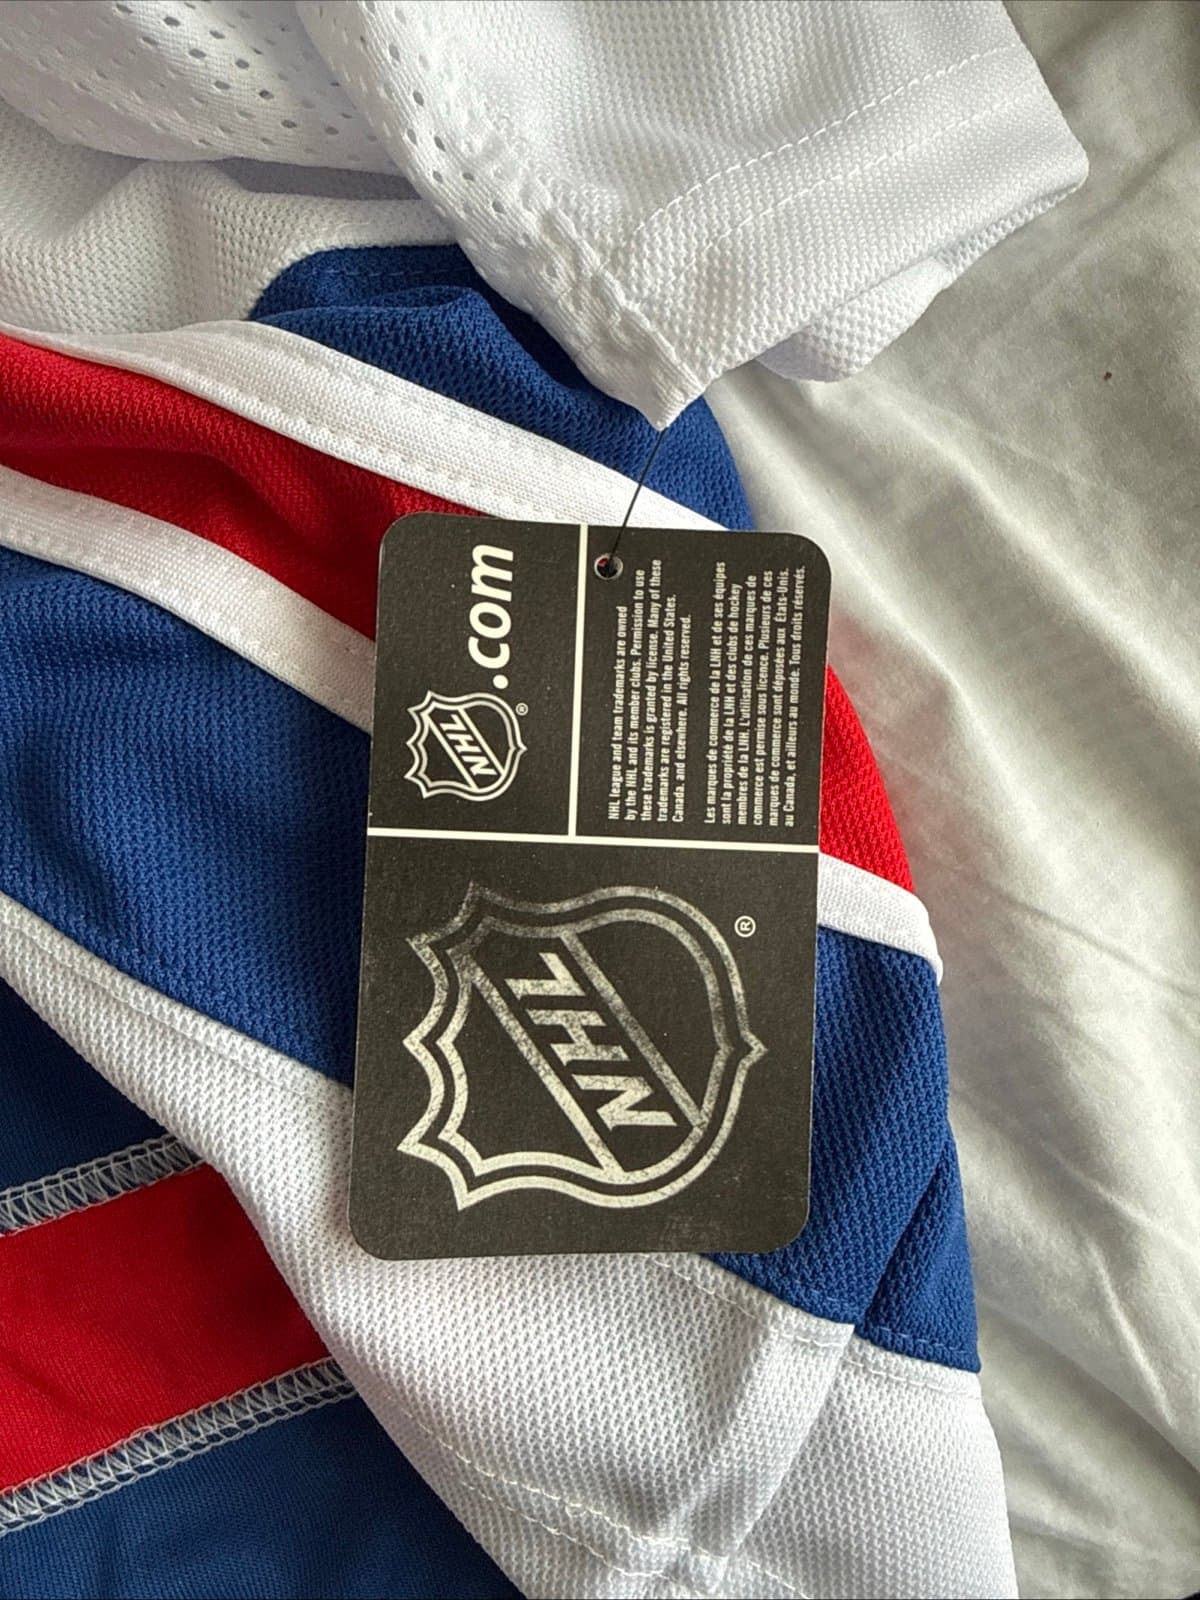 NHL ® .com
NHL league and team trademarks are owned
by the NHL and its member clubs. Permission to use
these trademarks is granted by license. Many of these
trademarks are registered in the United States.
Canada. and elsewhere. All rights reserved.
Les marques de commerce de la LNH et de ses équipes
sont la propriété de la LNH et des clubs de hockey
membres de la LNH. L'utilisation de ces marques de
commerce est permise sous licence. Plusieurs de ces
marques de commerce sont déposées aux États-Unis.
au Canada, et ailleurs au monde. Tous droits réservés.
NHL ®